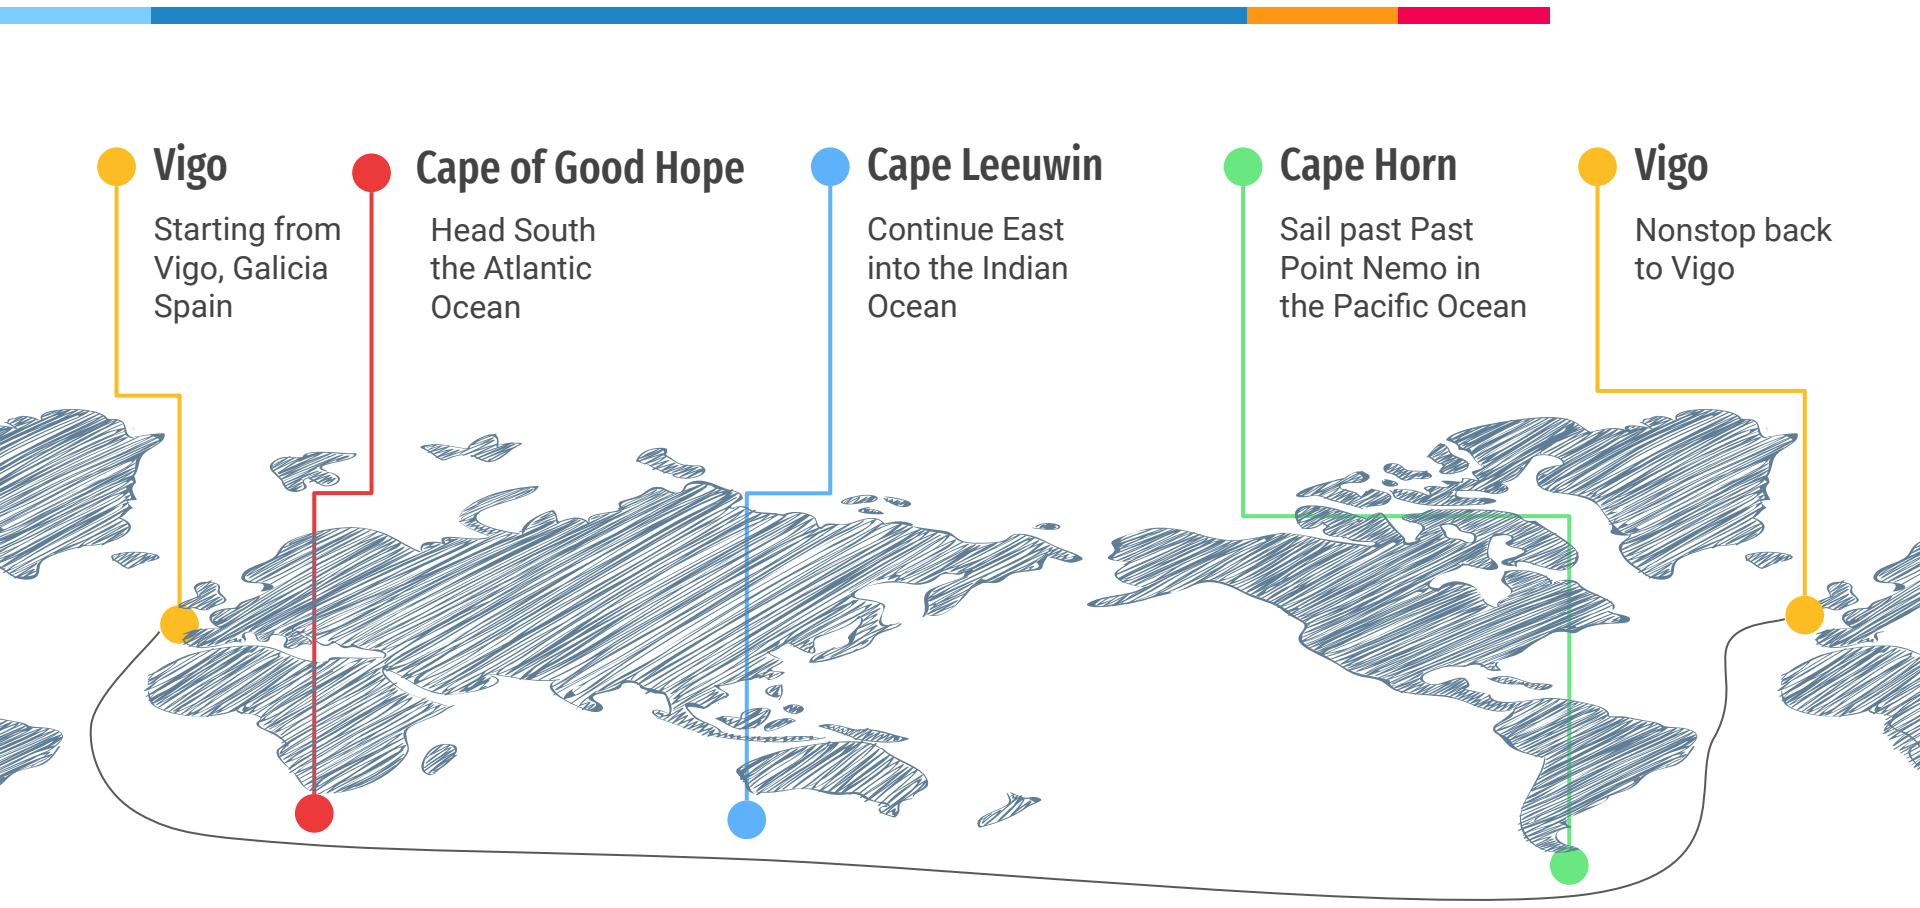 Vigo
Starting from
Vigo, Galicia
Spain
Cape of Good Hope
Head South
the Atlantic
Ocean
Cape Leeuwin
Continue East
into the Indian
Ocean
Cape Horn
Sail past Past
Point Nemo in
the Pacific Ocean
Vigo
Nonstop back
to Vigo